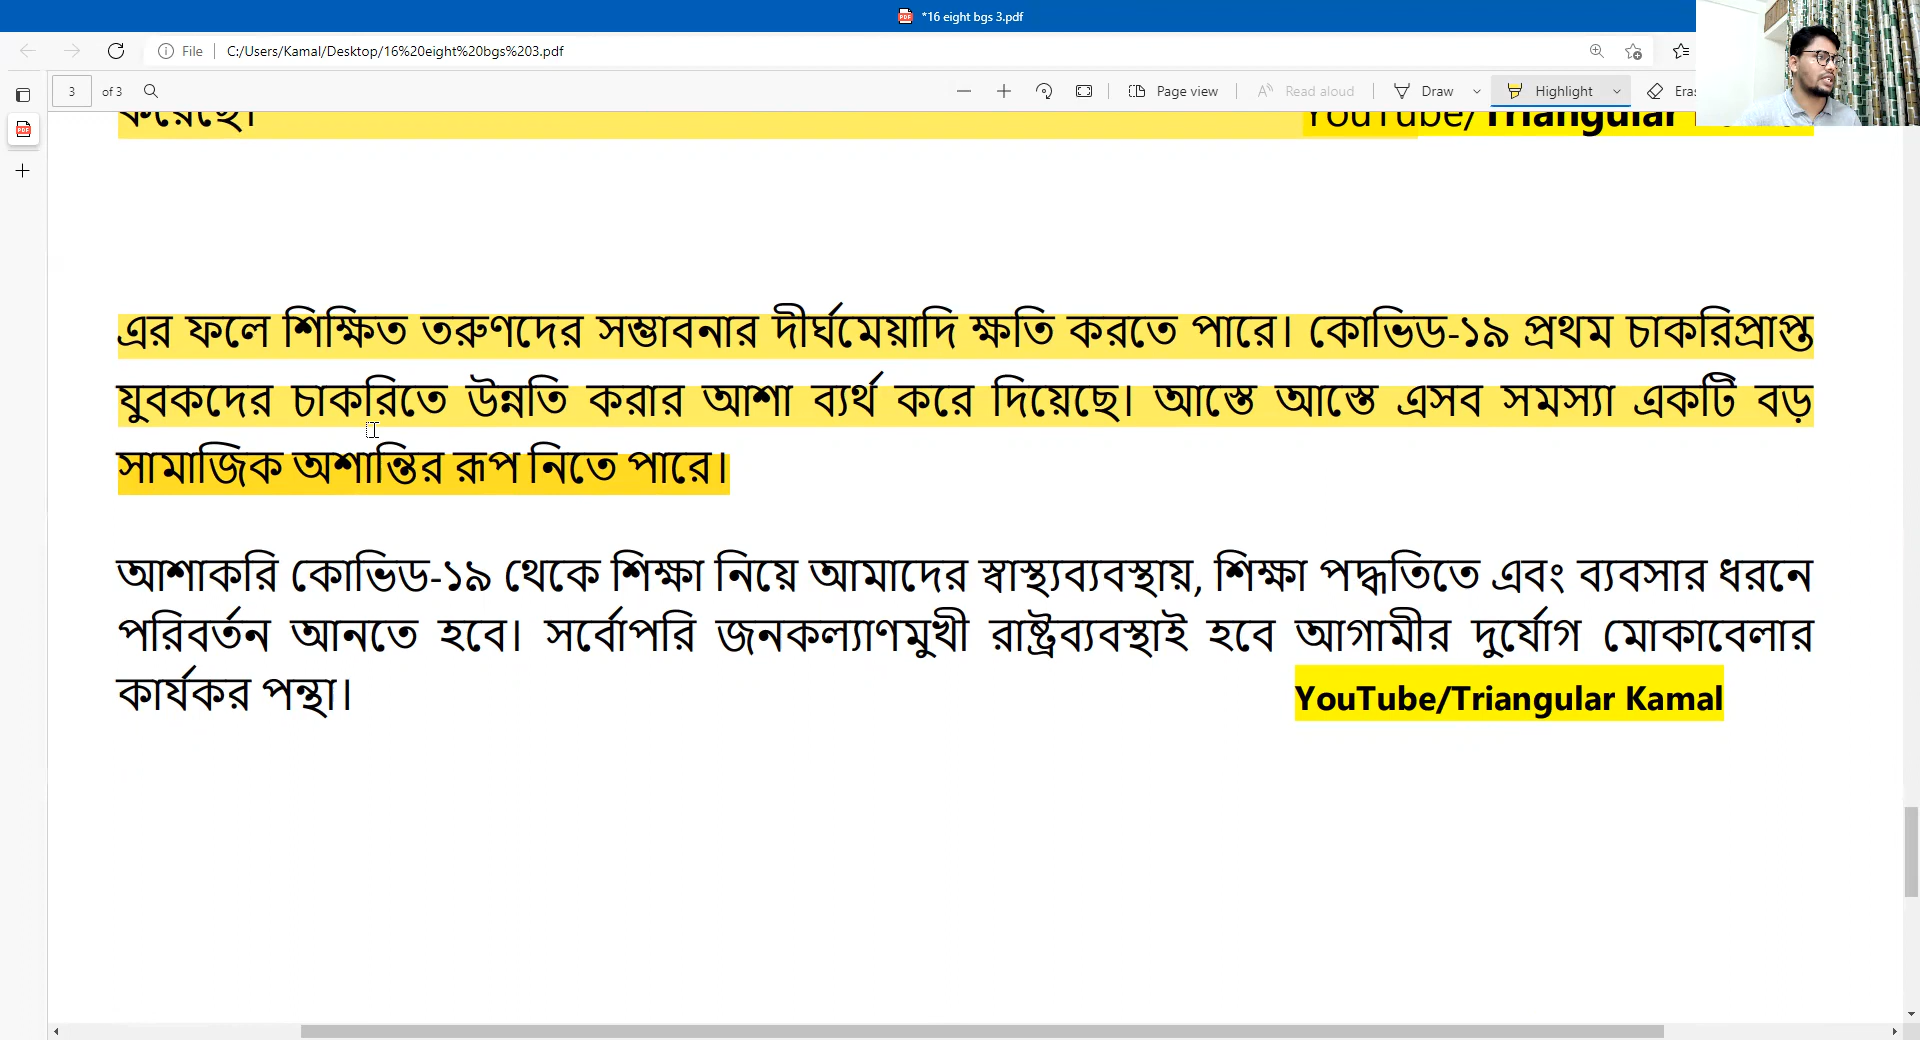 *16 eight bgs 3.pdf
File C:/Users/Kamal/Desktop/16%20eight%20bgs%203.pdf
3 of 3 Page view Read aloud Draw Highlight
করেছে। YouTube/Triangular
এর ফলে শিক্ষিত তরুণদের সম্ভাবনার দীর্ঘমেয়াদি ক্ষতি করতে পারে। কোভিড-১৯ প্রথম চাকরিপ্রাপ্ত
যুবকদের চাকরিতে উন্নতি করার আশা ব্যর্থ করে দিয়েছে। আস্তে আস্তে এসব সমস্যা একটি বড়
সামাজিক অশান্তির রূপ নিতে পারে।
আশাকরি কোভিড-১৯ থেকে শিক্ষা নিয়ে আমাদের স্বাস্থ্যব্যবস্থায়, শিক্ষা পদ্ধতিতে এবং ব্যবসার ধরনে
পরিবর্তন আনতে হবে। সর্বোপরি জনকল্যাণমুখী রাষ্ট্রব্যবস্থাই হবে আগামীর দুর্যোগ মোকাবেলার
কার্যকর পন্থা। YouTube/Triangular Kamal